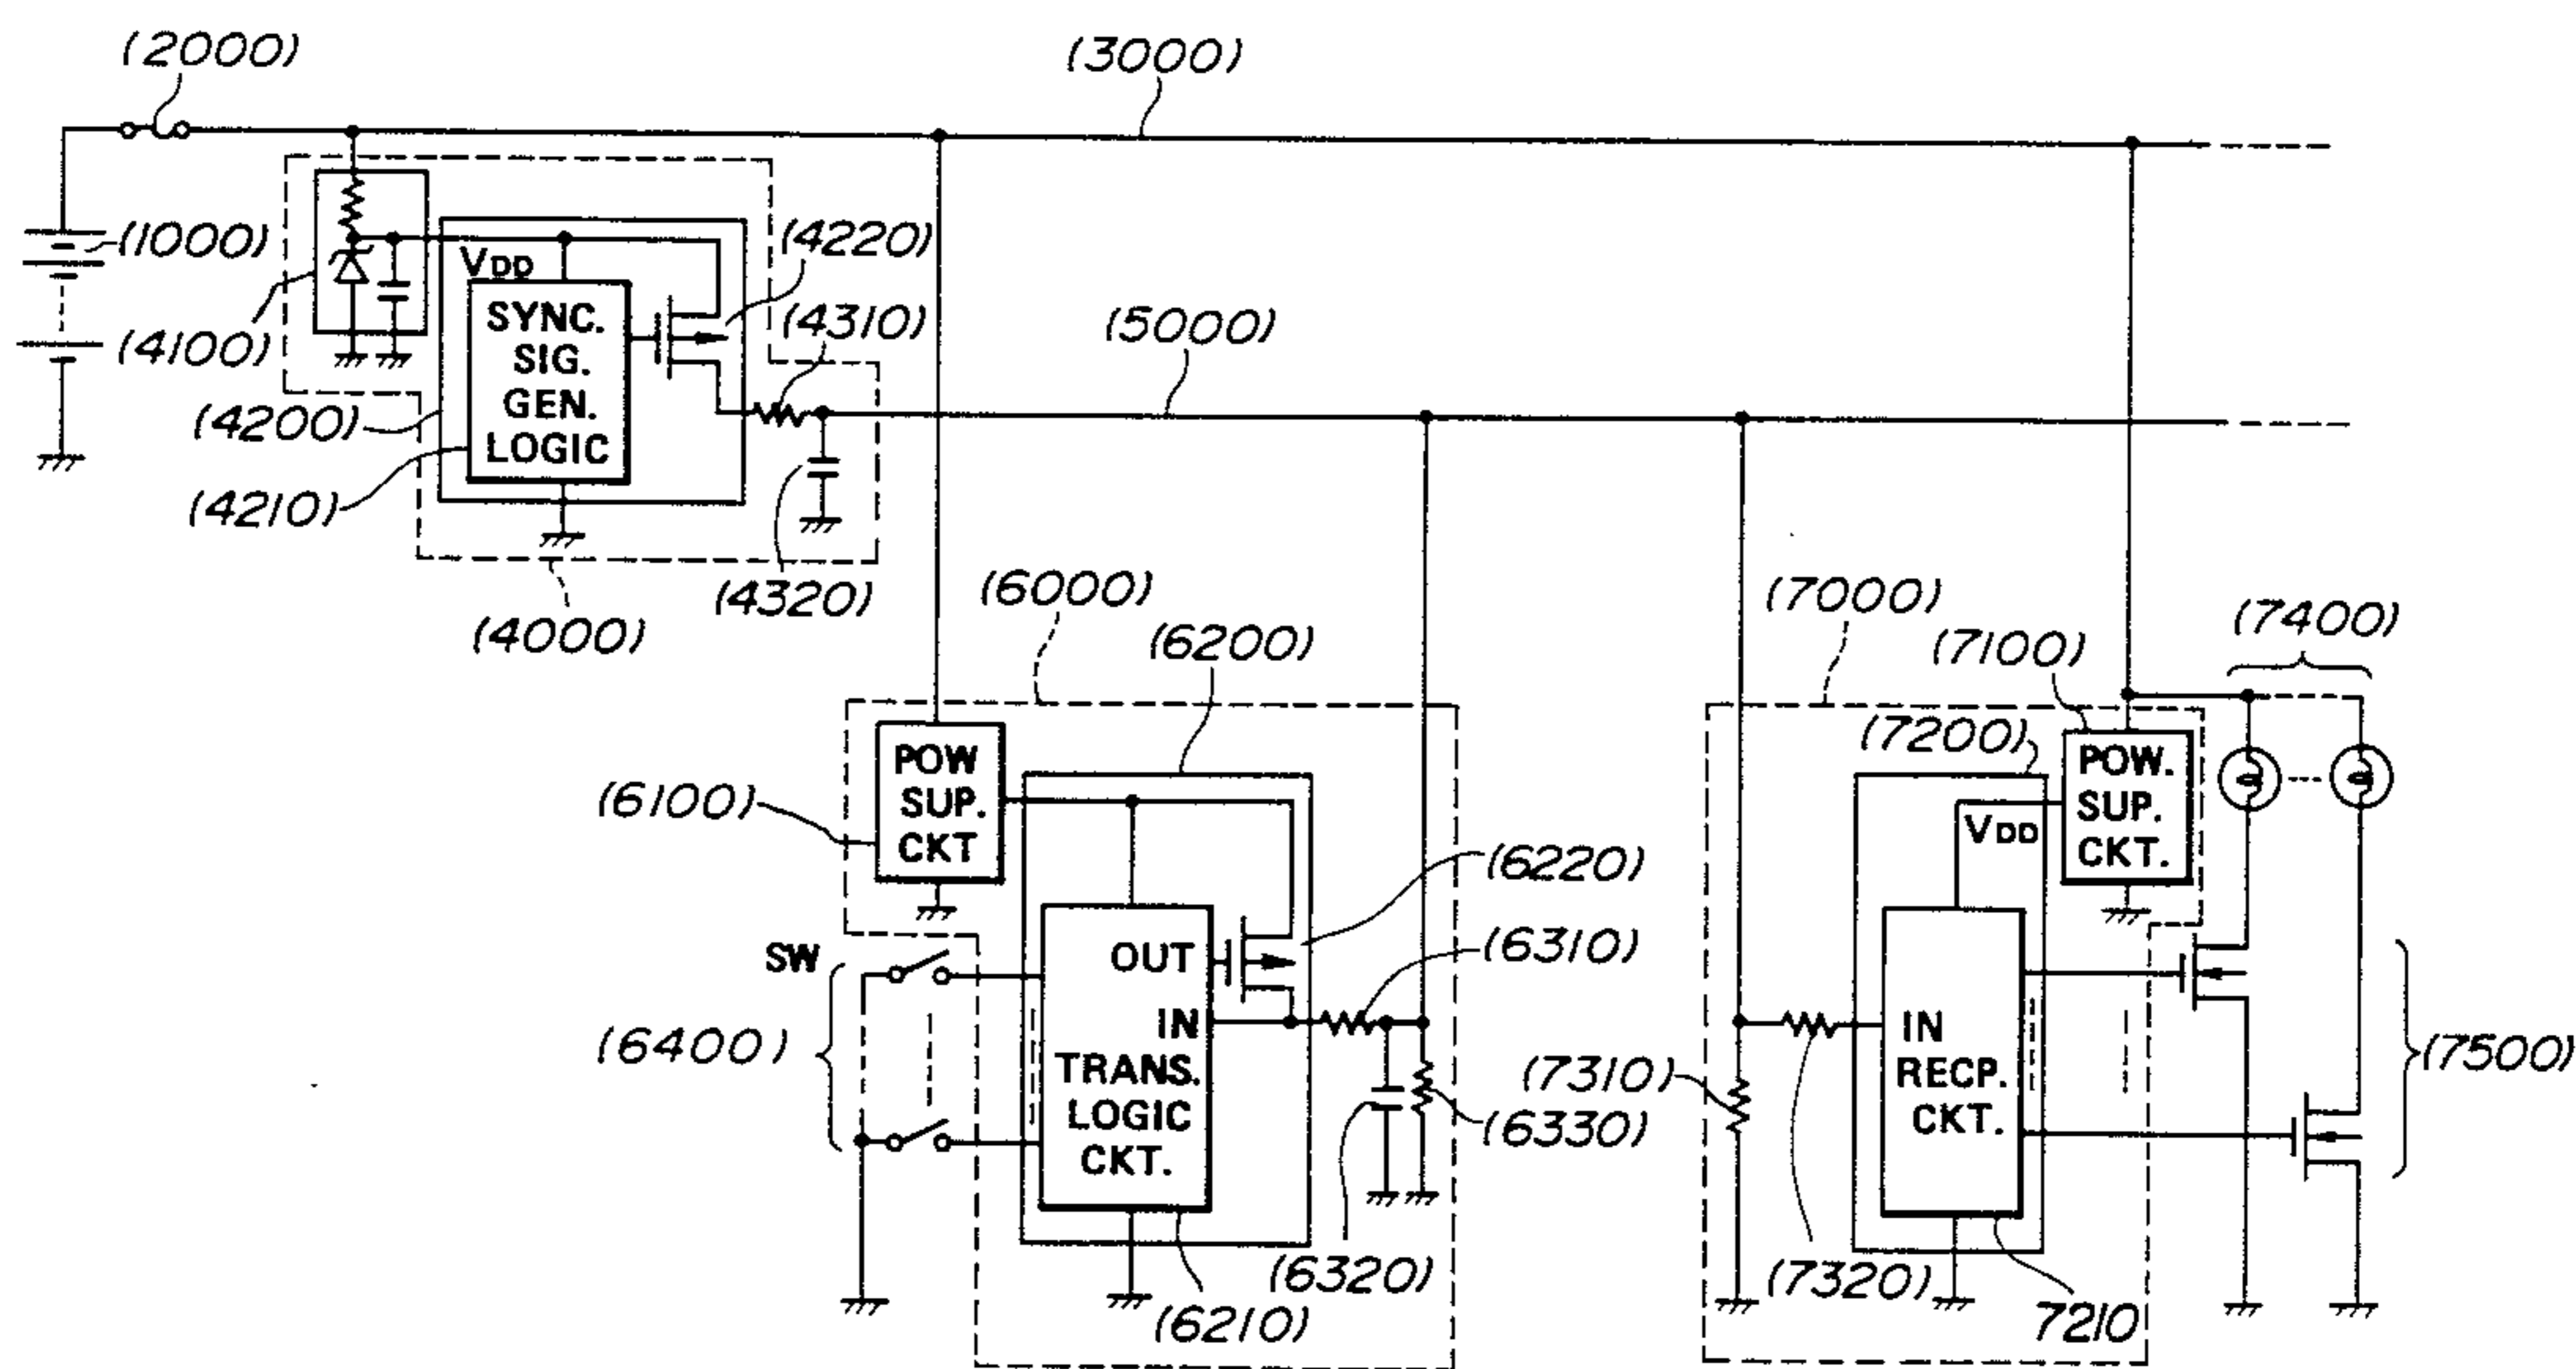 (2000)
(3000)
(1000)
(4100)
VDD
SYNC.
SIG.
GEN.
LOGIC
(4220)
(4310)
(5000)
(4200)
(4210)
(4320)
(4000)
(6000)
(6200)
(7000)
(7100)
(7400)
(7200)
POW
SUP.
CKT
(6100)
POW.
SUP.
CKT.
VDD
(6220)
(6310)
SW
OUT
IN
TRANS.
LOGIC
CKT.
(6400)
IN
RECP.
CKT.
(7310)
(7500)
(6330)
(6320)
(6210)
(7320)
7210